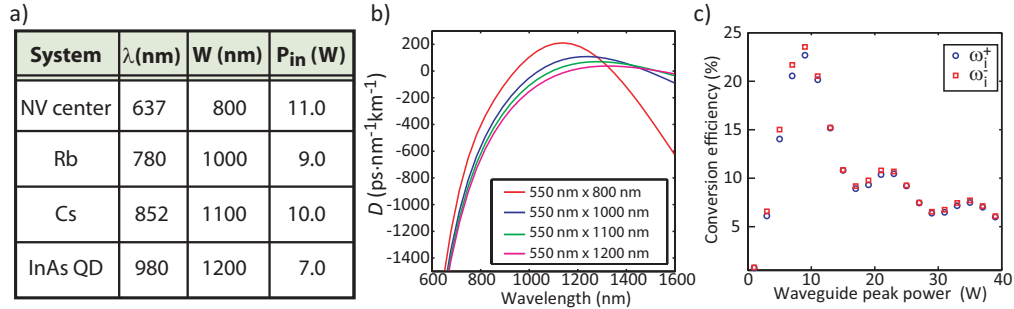 a)
System λ(nm) W (nm) P_in (W)
NV center 637 800 11.0
Rb 780 1000 9.0
Cs 852 1100 10.0
InAs QD 980 1200 7.0
b)
D (ps·nm⁻¹km⁻¹)
200
0
-200
-400
-600
-800
-1000
-1200
-1400
550 nm x 800 nm
550 nm x 1000 nm
550 nm x 1100 nm
550 nm x 1200 nm
600 800 1000 1200 1400 1600
Wavelength (nm)
c)
Conversion efficiency (%)
25
20
15
10
5
ω_i^+
ω_i^-
0 10 20 30 40
Waveguide peak power (W)